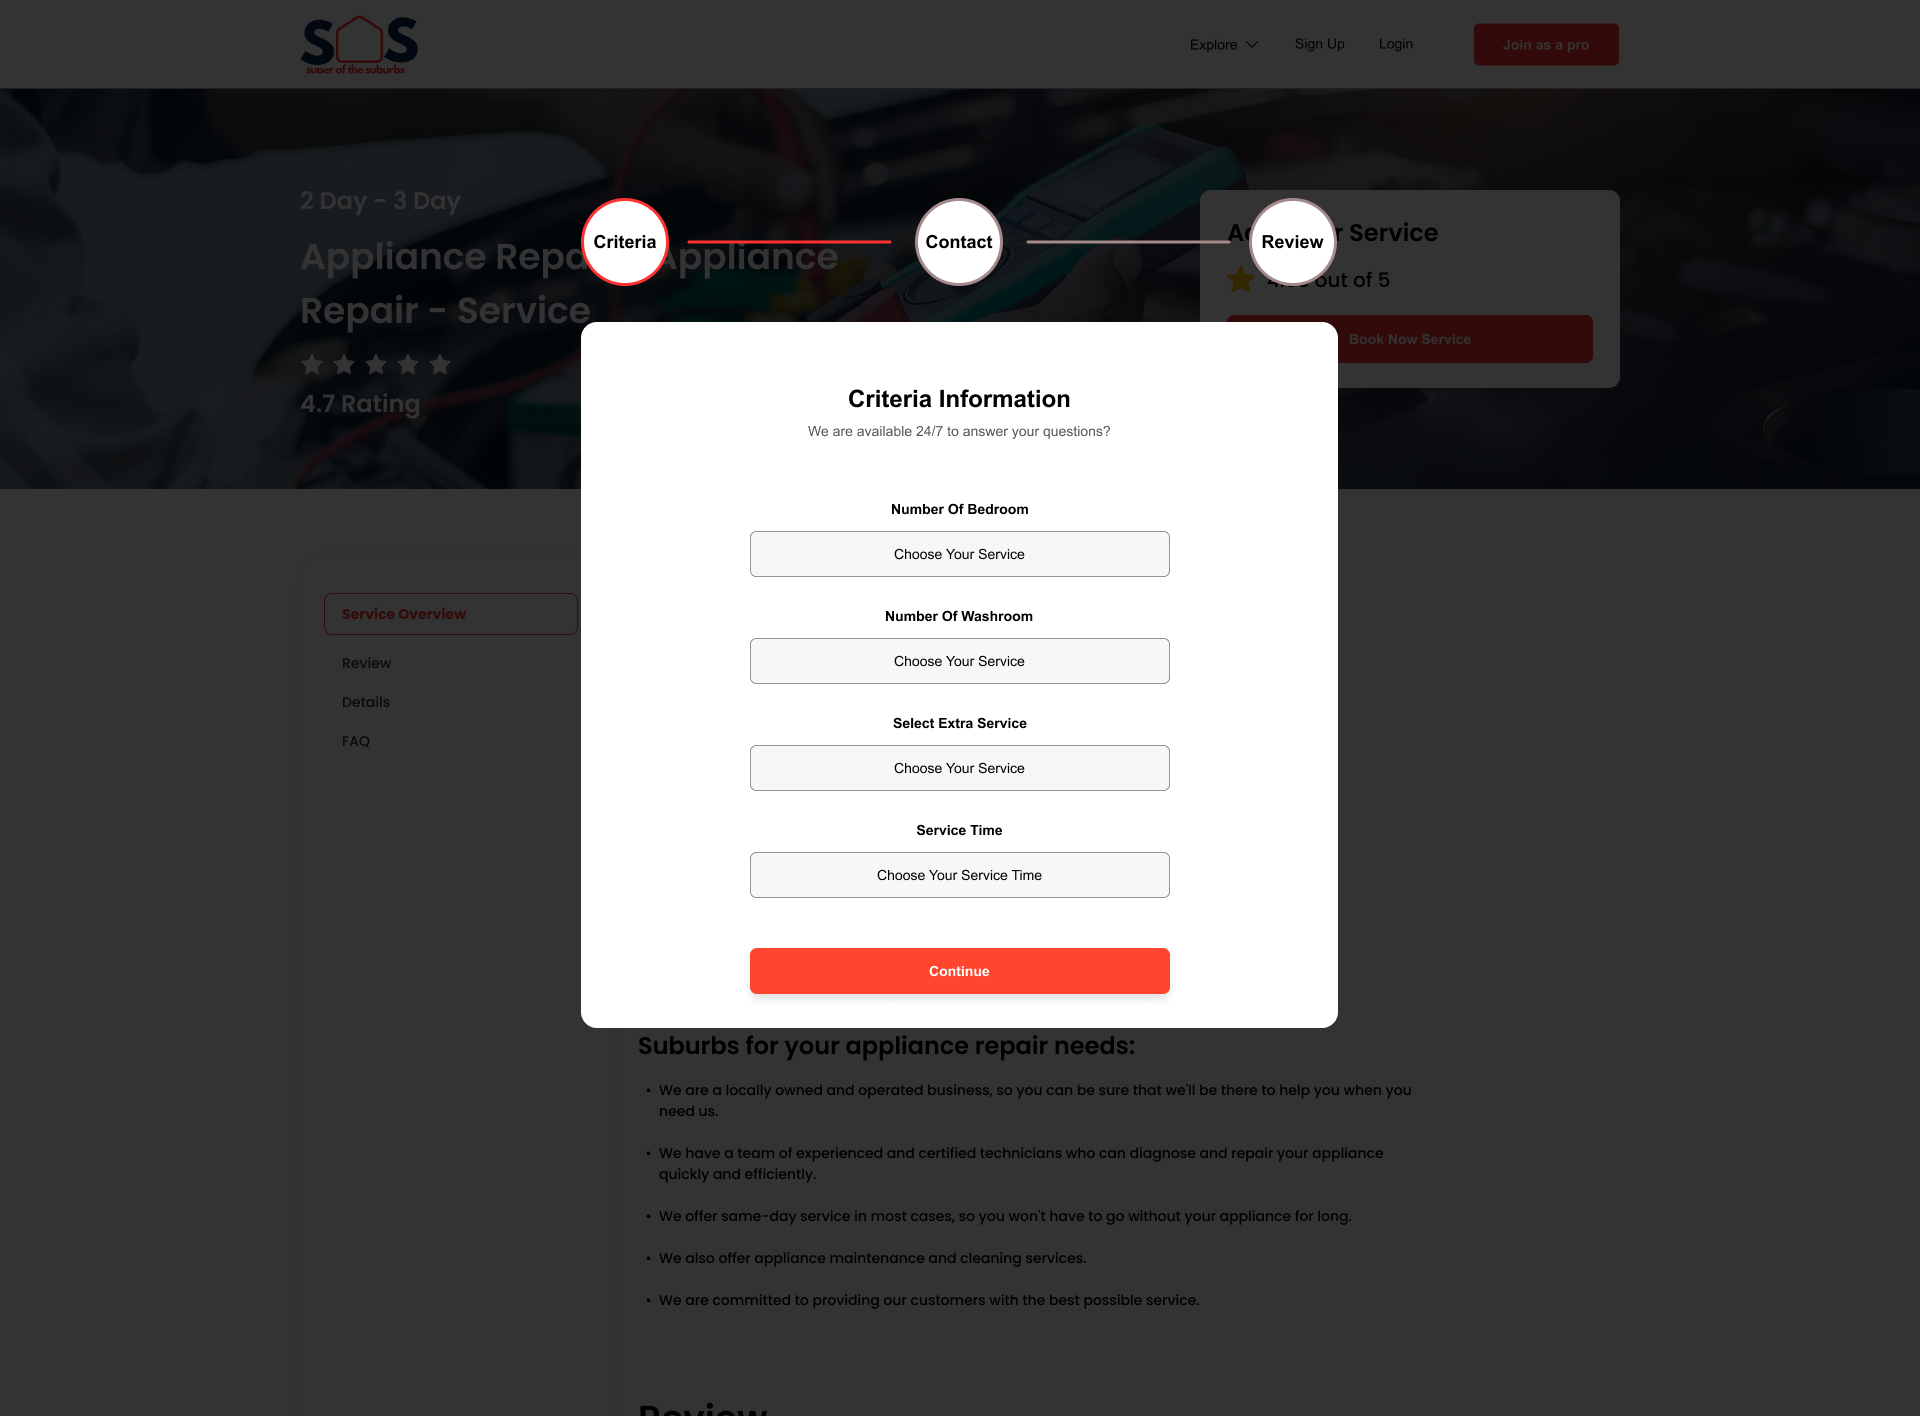 SOS
super of the suburbs
Explore
Sign Up
Login
Join as a pro
2 Day - 3 Day
Appliance Appliance
Repair - Service
4.7 Rating
Criteria
Contact
Review
Service
out of 5
Book Now Service
Criteria Information
We are available 24/7 to answer your questions?
Number Of Bedroom
Choose Your Service
Number Of Washroom
Choose Your Service
Select Extra Service
Choose Your Service
Service Time
Choose Your Service Time
Continue
Service Overview
Review
Details
FAQ
Suburbs for your appliance repair needs:
• We are a locally owned and operated business, so you can be sure that we'll be there to help you when you
need us.
• We have a team of experienced and certified technicians who can diagnose and repair your appliance
quickly and efficiently.
• We offer same-day service in most cases, so you won't have to go without your appliance for long.
• We also offer appliance maintenance and cleaning services.
• We are committed to providing our customers with the best possible service.
Review